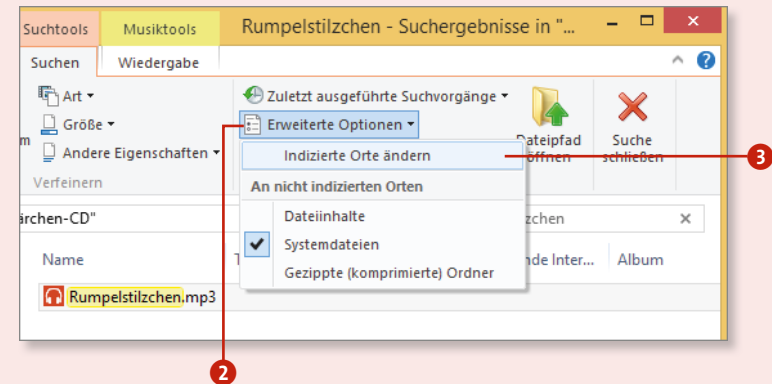 Suchtools Musiktools Rumpelstilzchen - Suchergebnisse in "...
Suchen Wiedergabe
Art
Größe
m
Andere Eigenschaften
Verfeinern
Zuletzt ausgeführte Suchvorgänge
Erweiterte Optionen
2
Indizierte Orte ändern
3
An nicht indizierten Orten
Dateiinhalte
Systemdateien
Gezippte (komprimierte) Ordner
Dateipfad
öffnen
Suche
schließen
ärchen-CD" zchen
Name T nde Inter... Album
Rumpelstilzchen.mp3
2